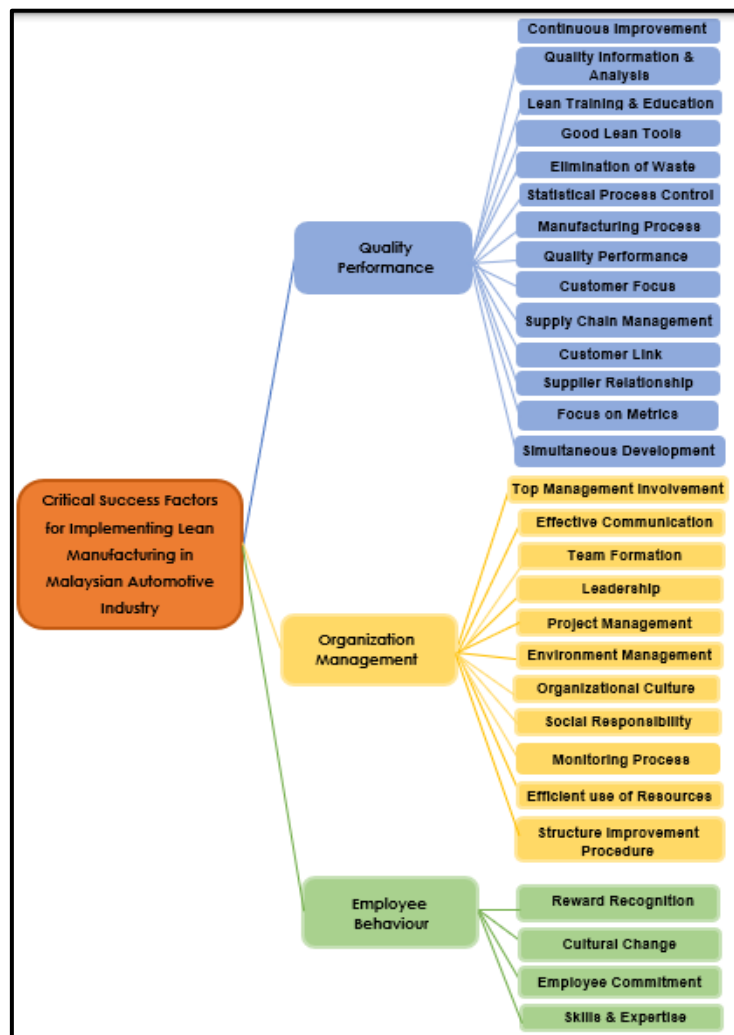 Critical Success Factors
for Implementing Lean
Manufacturing in
Malaysian Automotive
Industry
Quality
Performance
Continuous Improvement
Quality Information &
Analysis
Lean Training & Education
Good Lean Tools
Elimination of Waste
Statistical Process Control
Manufacturing Process
Quality Performance
Customer Focus
Supply Chain Management
Customer Link
Supplier Relationship
Focus on Metrics
Simultaneous Development
Organization
Management
Top Management Involvement
Effective Communication
Team Formation
Leadership
Project Management
Environment Management
Organizational Culture
Social Responsibility
Monitoring Process
Efficient use of Resources
Structure Improvement
Procedure
Employee
Behaviour
Reward Recognition
Cultural Change
Employee Commitment
Skills & Expertise